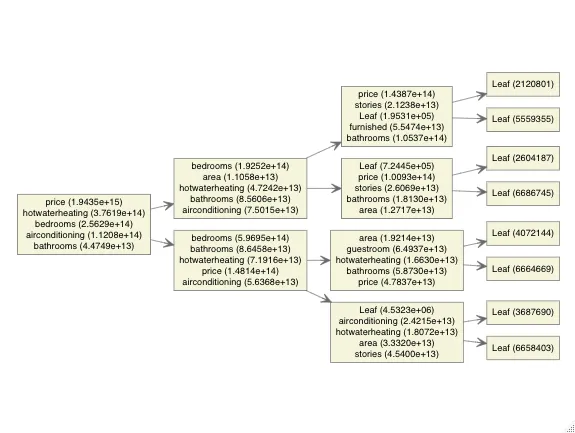 price (1.9435e+15)
hotwaterheating (3.7619e+14)
bedrooms (2.5629e+14)
airconditioning (1.1208e+14)
bathrooms (4.4749e+13)
bedrooms (1.9252e+14)
area (1.1058e+13)
hotwaterheating (4.7242e+13)
bathrooms (8.5606e+13)
airconditioning (7.5015e+13)
bedrooms (5.9695e+14)
bathrooms (8.6458e+13)
hotwaterheating (7.1916e+13)
price (1.4814e+14)
airconditioning (5.6368e+13)
price (1.4387e+14)
stories (2.1238e+13)
Leaf (1.9531e+05)
furnished (5.5474e+13)
bathrooms (1.0537e+14)
Leaf (7.2445e+05)
price (1.0093e+14)
stories (2.6069e+13)
bathrooms (1.8130e+13)
area (1.2717e+13)
area (1.9214e+13)
guestroom (6.4937e+13)
hotwaterheating (1.6630e+13)
bathrooms (5.8730e+13)
price (4.7837e+13)
Leaf (4.5323e+06)
airconditioning (2.4215e+13)
hotwaterheating (1.8072e+13)
area (3.3320e+13)
stories (4.5400e+13)
Leaf (2120801)
Leaf (5559355)
Leaf (2604187)
Leaf (6686745)
Leaf (4072144)
Leaf (6664669)
Leaf (3687690)
Leaf (6658403)